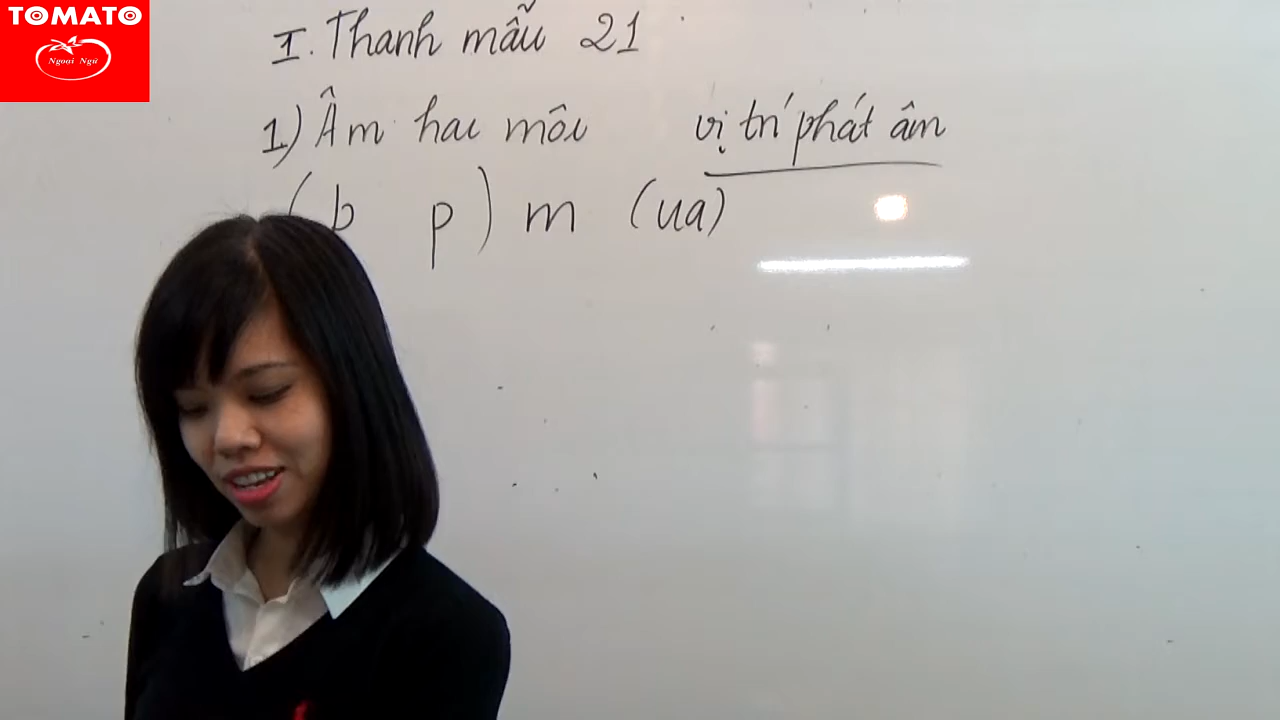 TOMATO
Ngoại Ngữ
I. Thanh mẫu 21
1) Âm hai môi vị trí phát âm
(b p) m (ua)